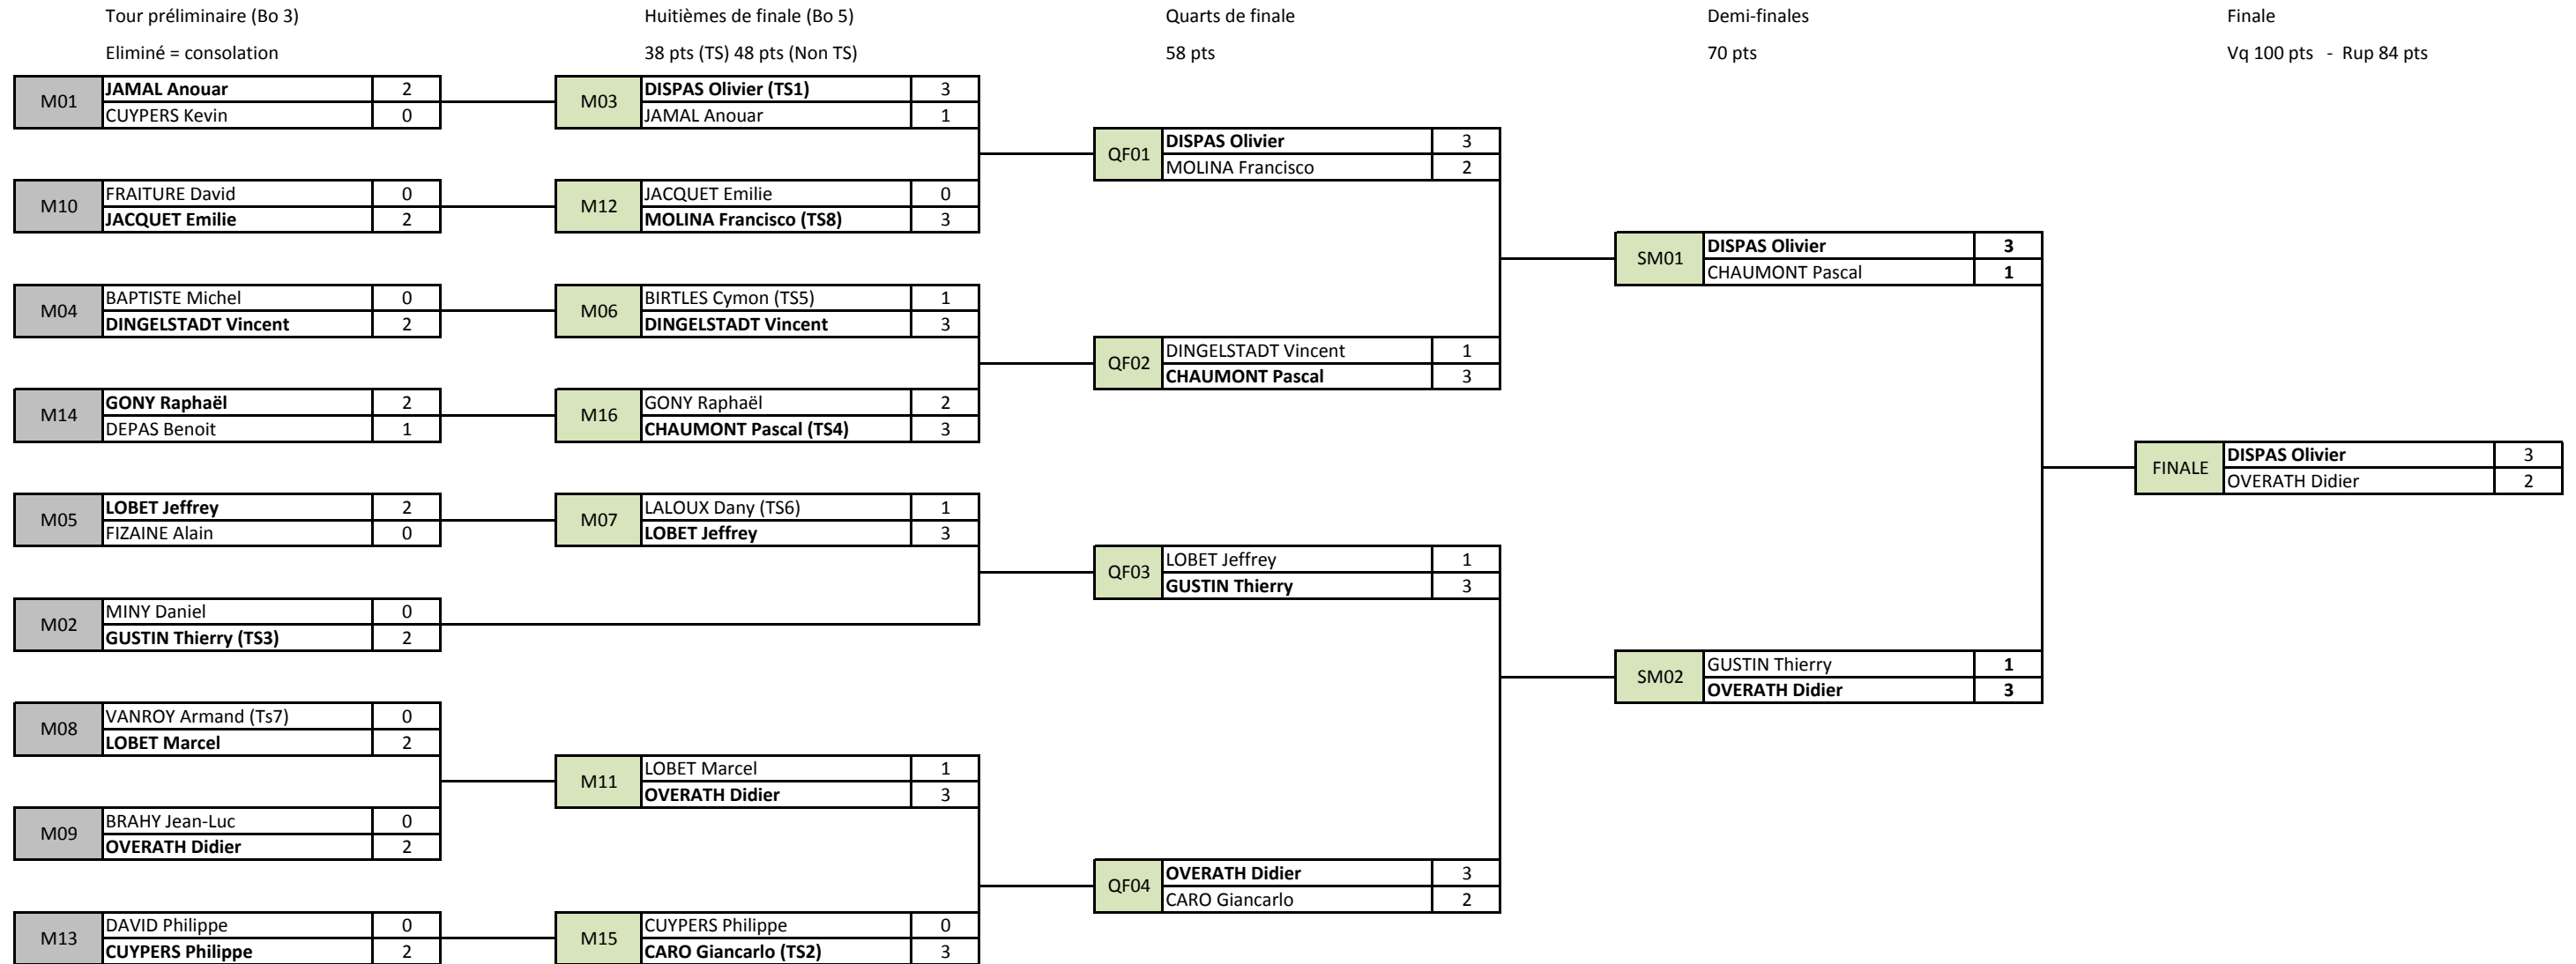 Tour préliminaire (Bo 3) Huitièmes de finale (Bo 5) Quarts de finale Demi-finales Finale
Eliminé = consolation 38 pts (TS) 48 pts (Non TS) 58 pts 70 pts Vq 100 pts - Rup 84 pts
M01
JAMAL Anouar 2
CUYPERS Kevin 0
M10
FRAITURE David 0
JACQUET Emilie 2
M04
BAPTISTE Michel 0
DINGELSTADT Vincent 2
M14
GONY Raphaël 2
DEPAS Benoit 1
M05
LOBET Jeffrey 2
FIZAINE Alain 0
M02
MINY Daniel 0
GUSTIN Thierry (TS3) 2
M08
VANROY Armand (Ts7) 0
LOBET Marcel 2
M09
BRAHY Jean-Luc 0
OVERATH Didier 2
M13
DAVID Philippe 0
CUYPERS Philippe 2
M03
DISPAS Olivier (TS1) 3
JAMAL Anouar 1
M12
JACQUET Emilie 0
MOLINA Francisco (TS8) 3
M06
BIRTLES Cymon (TS5) 1
DINGELSTADT Vincent 3
M16
GONY Raphaël 2
CHAUMONT Pascal (TS4) 3
M07
LALOUX Dany (TS6) 1
LOBET Jeffrey 3
M11
LOBET Marcel 1
OVERATH Didier 3
M15
CUYPERS Philippe 0
CARO Giancarlo (TS2) 3
QF01
DISPAS Olivier 3
MOLINA Francisco 2
QF02
DINGELSTADT Vincent 1
CHAUMONT Pascal 3
QF03
LOBET Jeffrey 1
GUSTIN Thierry 3
QF04
OVERATH Didier 3
CARO Giancarlo 2
SM01
DISPAS Olivier 3
CHAUMONT Pascal 1
SM02
GUSTIN Thierry 1
OVERATH Didier 3
FINALE
DISPAS Olivier 3
OVERATH Didier 2